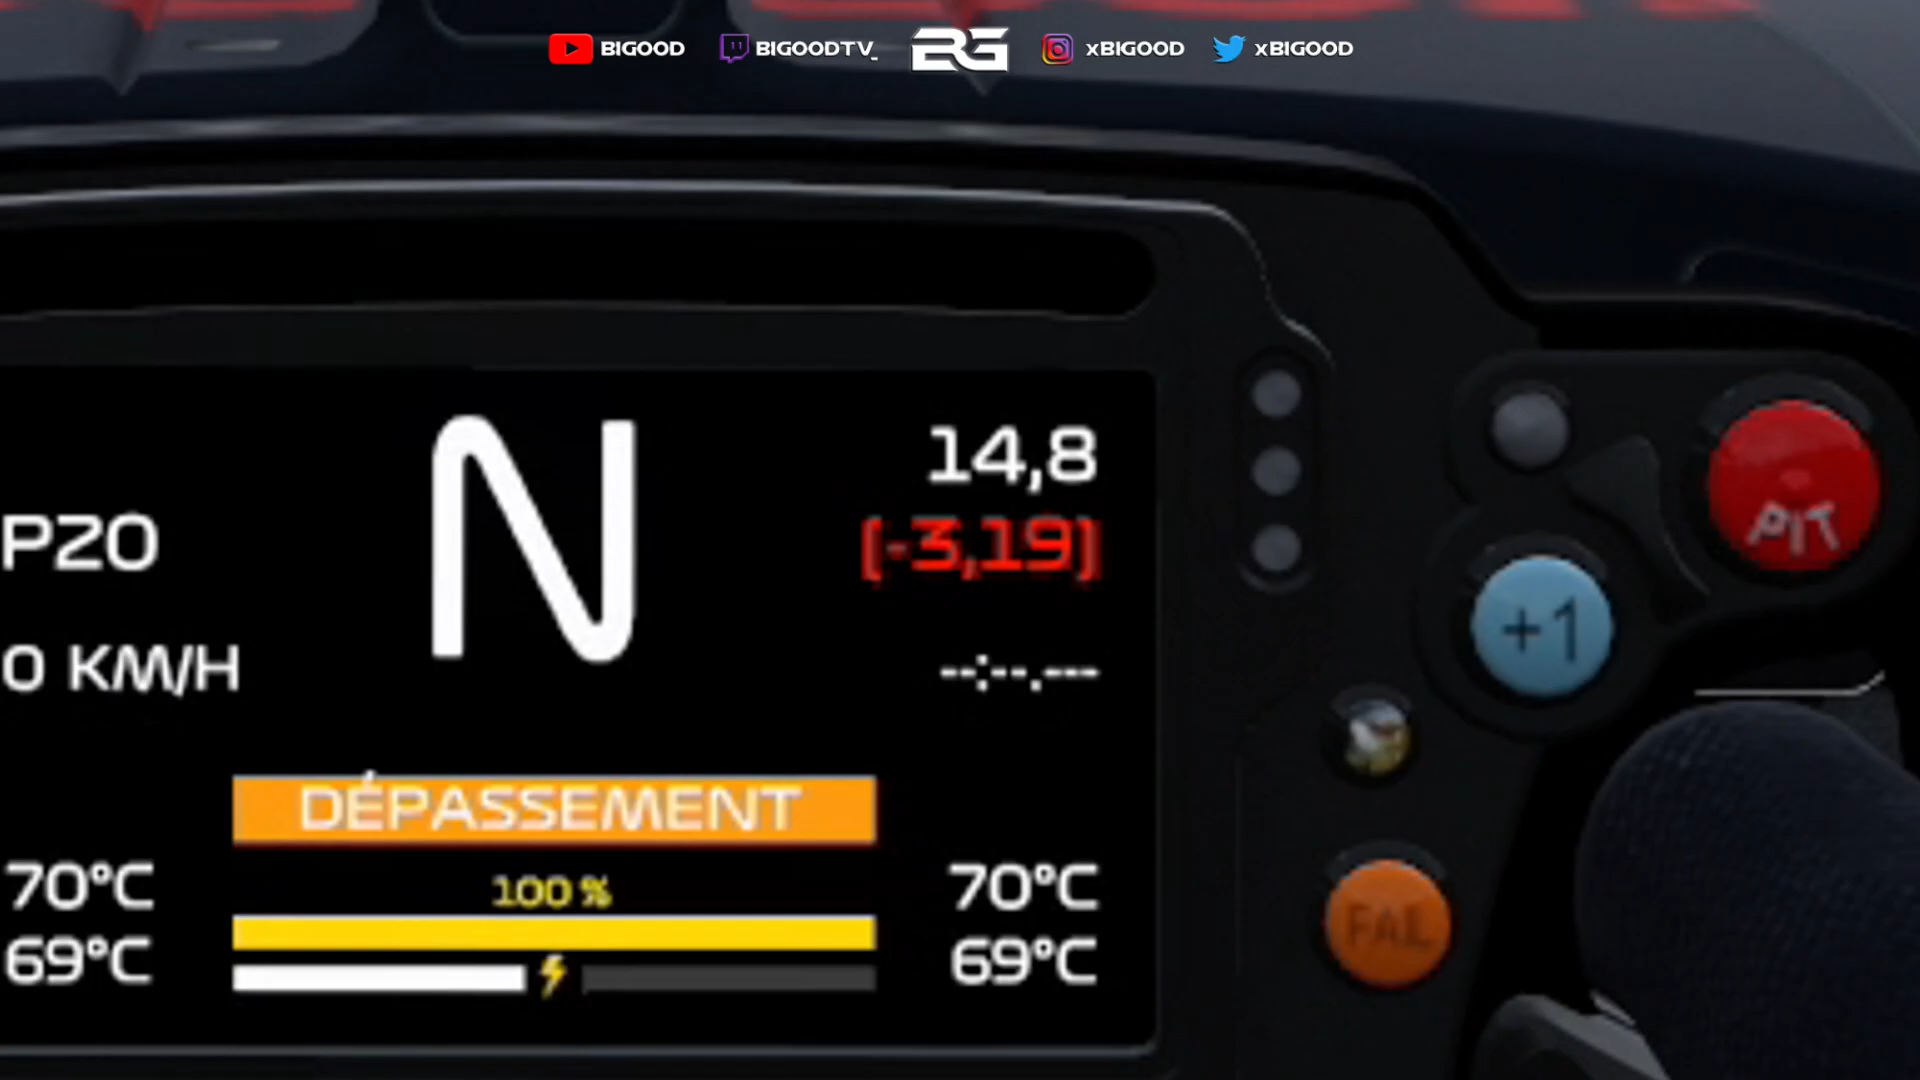 BIGOOD BIGOODTV_ BG xBIGOOD xBIGOOD
N
14,8
P20
(-3,19)
0 KM/H
--:--.---
DÉPASSEMENT
70°C 100 % 70°C
69°C 69°C
PIT
+1